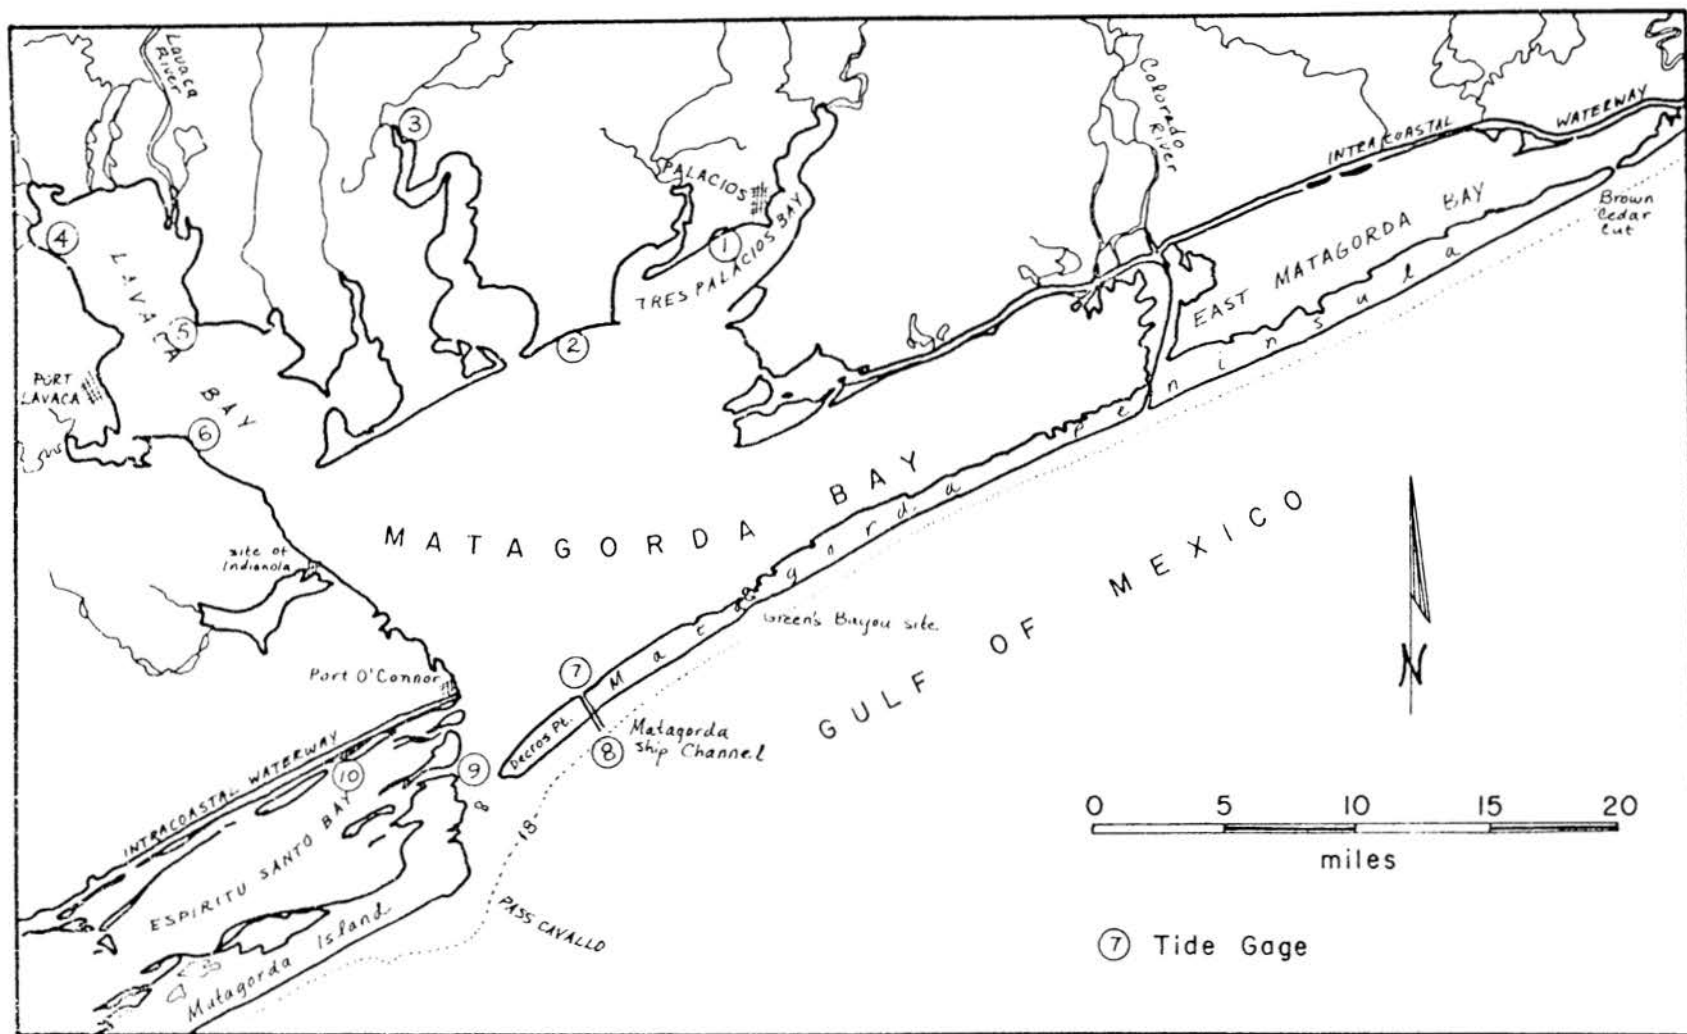 Lavaca
River
3
PALACIOS
Colorado
River
INTRACOASTAL
WATERWAY
4
LAVACA
BAY
5
1
TRES PALACIOS BAY
2
EAST MATAGORDA BAY
Brown
Cedar
Cut
PORT
LAVACA
6
MATAGORDA BAY
Matagorda peninsula
site of
Indianola
Green's Bayou site
GULF OF MEXICO
Port O'Connor
7
Decros Pt.
8
Matagorda
ship Channel
N
INTRACOASTAL WATERWAY
10
9
8
18
ESPIRITU SANTO BAY
PASS CAVALLO
Matagorda Island
0 5 10 15 20
miles
7 Tide Gage